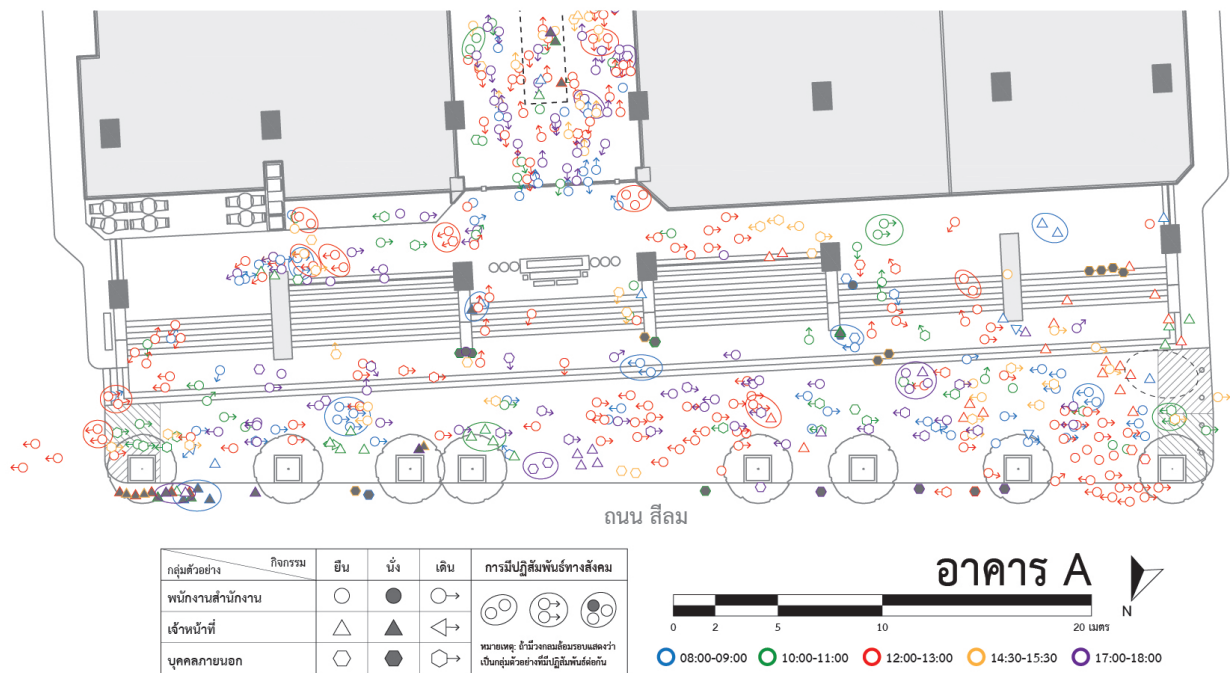 ถนน สีลม
กิจกรรม
กลุ่มตัวอย่าง
ยืน
นั่ง
เดิน
การมีปฏิสัมพันธ์ทางสังคม
พนักงานสำนักงาน
เจ้าหน้าที่
บุคคลภายนอก
หมายเหตุ: ถ้ามีวงกลมล้อมรอบแสดงว่า
เป็นกลุ่มตัวอย่างที่มีปฏิสัมพันธ์ต่อกัน
อาคาร A
N
0 2 5 10 20 เมตร
08:00-09:00 10:00-11:00 12:00-13:00 14:30-15:30 17:00-18:00